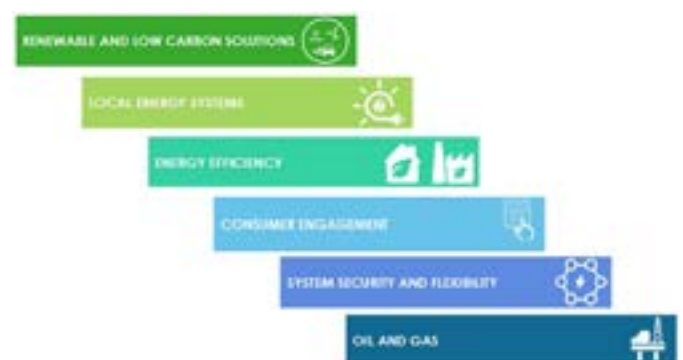 RENEWABLE AND LOW CARBON SOLUTIONS
LOCAL ENERGY SYSTEMS
ENERGY EFFICIENCY
CONSUMER ENGAGEMENT
SYSTEM SECURITY AND FLEXIBILITY
OIL AND GAS